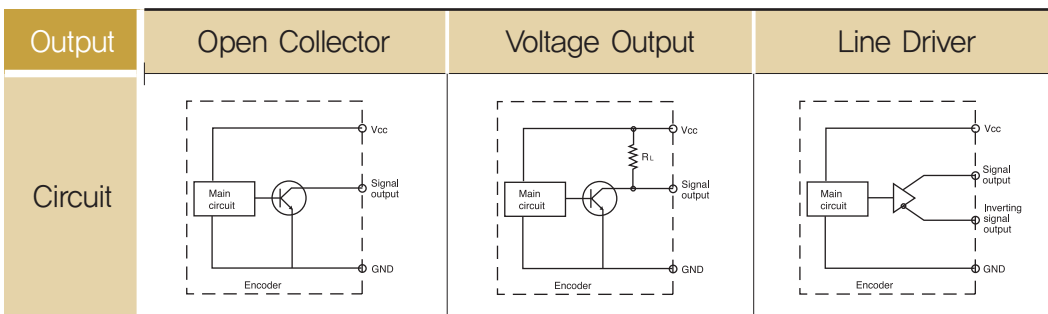 Output
Open Collector
Voltage Output
Line Driver
Circuit
Vcc
Main
circuit
Signal
output
GND
Encoder
Vcc
RL
Main
circuit
Signal
output
GND
Encoder
Vcc
Main
circuit
Signal
output
Inverting
signal
output
GND
Encoder